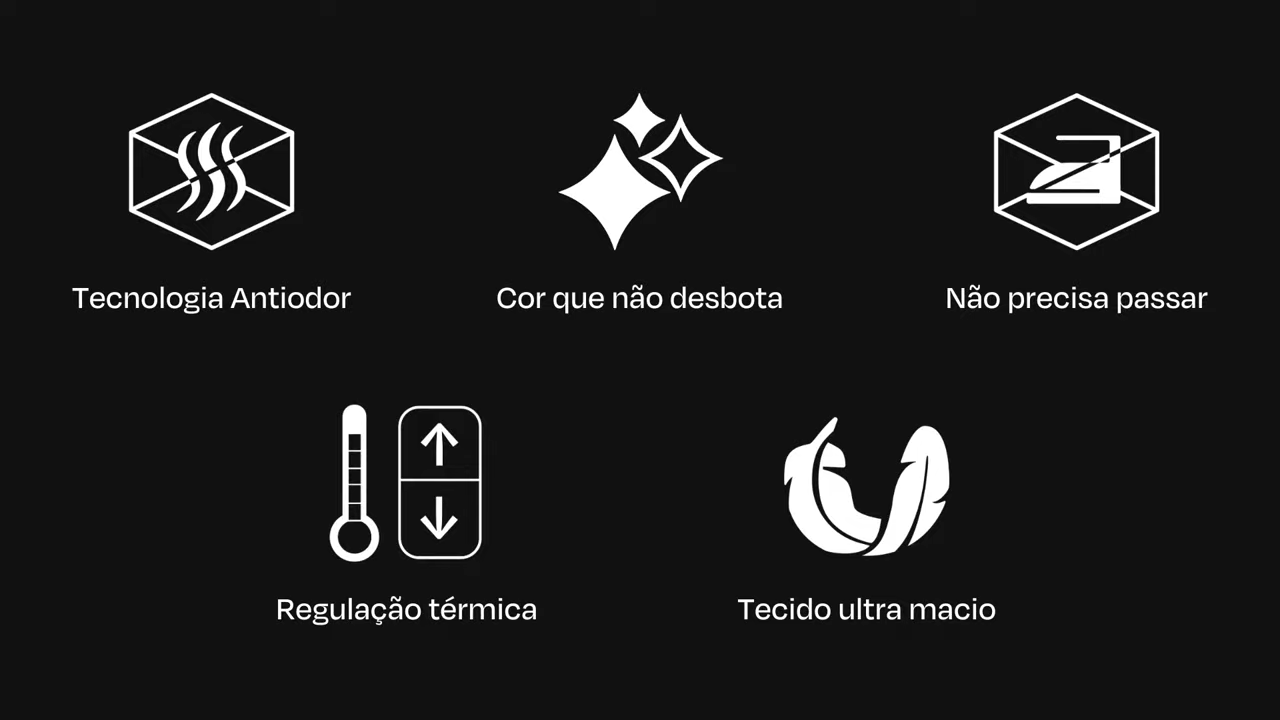 Tecnologia Antiodor
Cor que não desbota
Não precisa passar
Regulação térmica
Tecido ultra macio